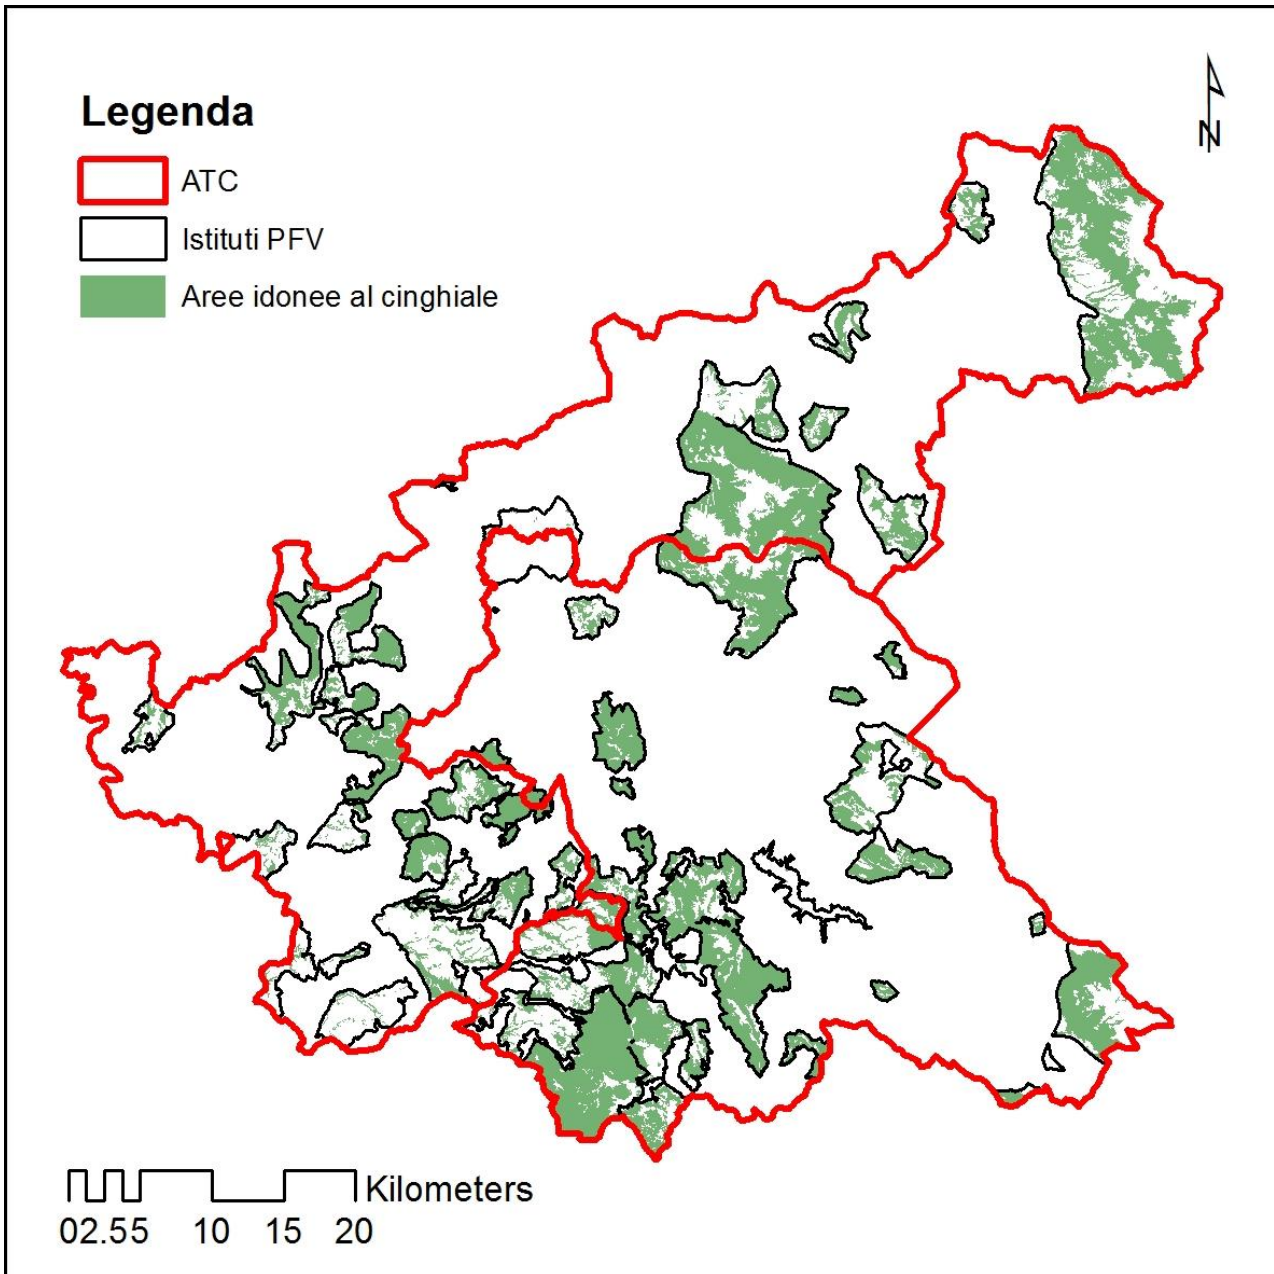 Legenda
N
ATC
Istituti PFV
Aree idonee al cinghiale
Kilometers
02.55 10 15 20